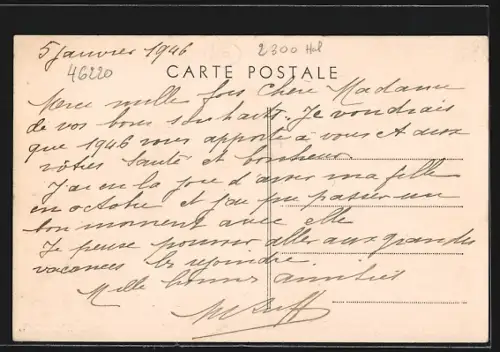 5 Janvier 1946
2300 Hal
46220
CARTE POSTALE
Merci mille fois chère Madame
de vos bons souhaits. Je voudrais
que 1946 vous apporte à vous et aux
vôtres santé et bonheur.
J'ai eu la joie d'avoir ma fille
en octobre et j'ai pu passer un
bon moment avec elle
Je pense pouvoir aller aux grandes
vacances les rejoindre.
Mille bonnes amitiés